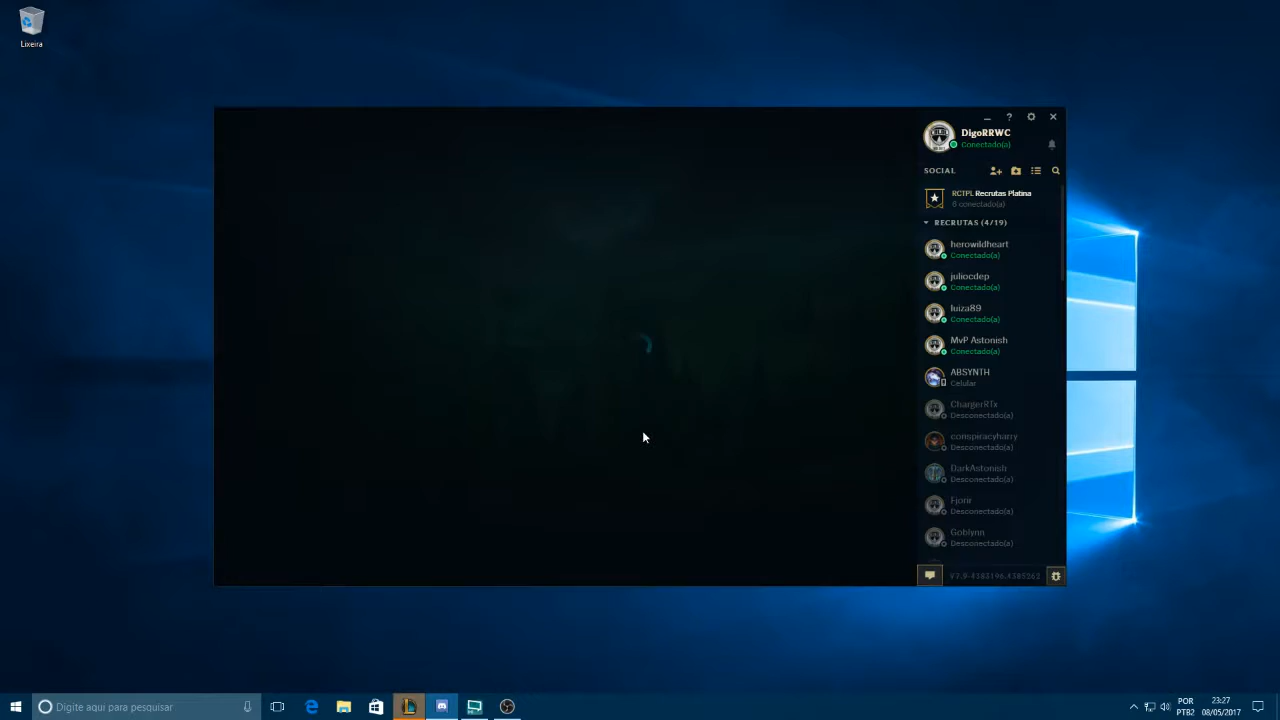 Lixeira
DigoRRWC
Conectado(a)
SOCIAL
RCTPL Recrutas Platina
6 conectado(a)
RECRUTAS (4/19)
herowildheart
Conectado(a)
juliocdep
Conectado(a)
luiza89
Conectado(a)
MvP Astonish
Conectado(a)
ABSYNTH
Celular
ChargerRTx
Desconectado(a)
conspiracyharry
Desconectado(a)
DarkAstonish
Desconectado(a)
Fjorir
Desconectado(a)
Goblynn
Desconectado(a)
Digite aqui para pesquisar
POR
PTB2
23:27
08/05/2017